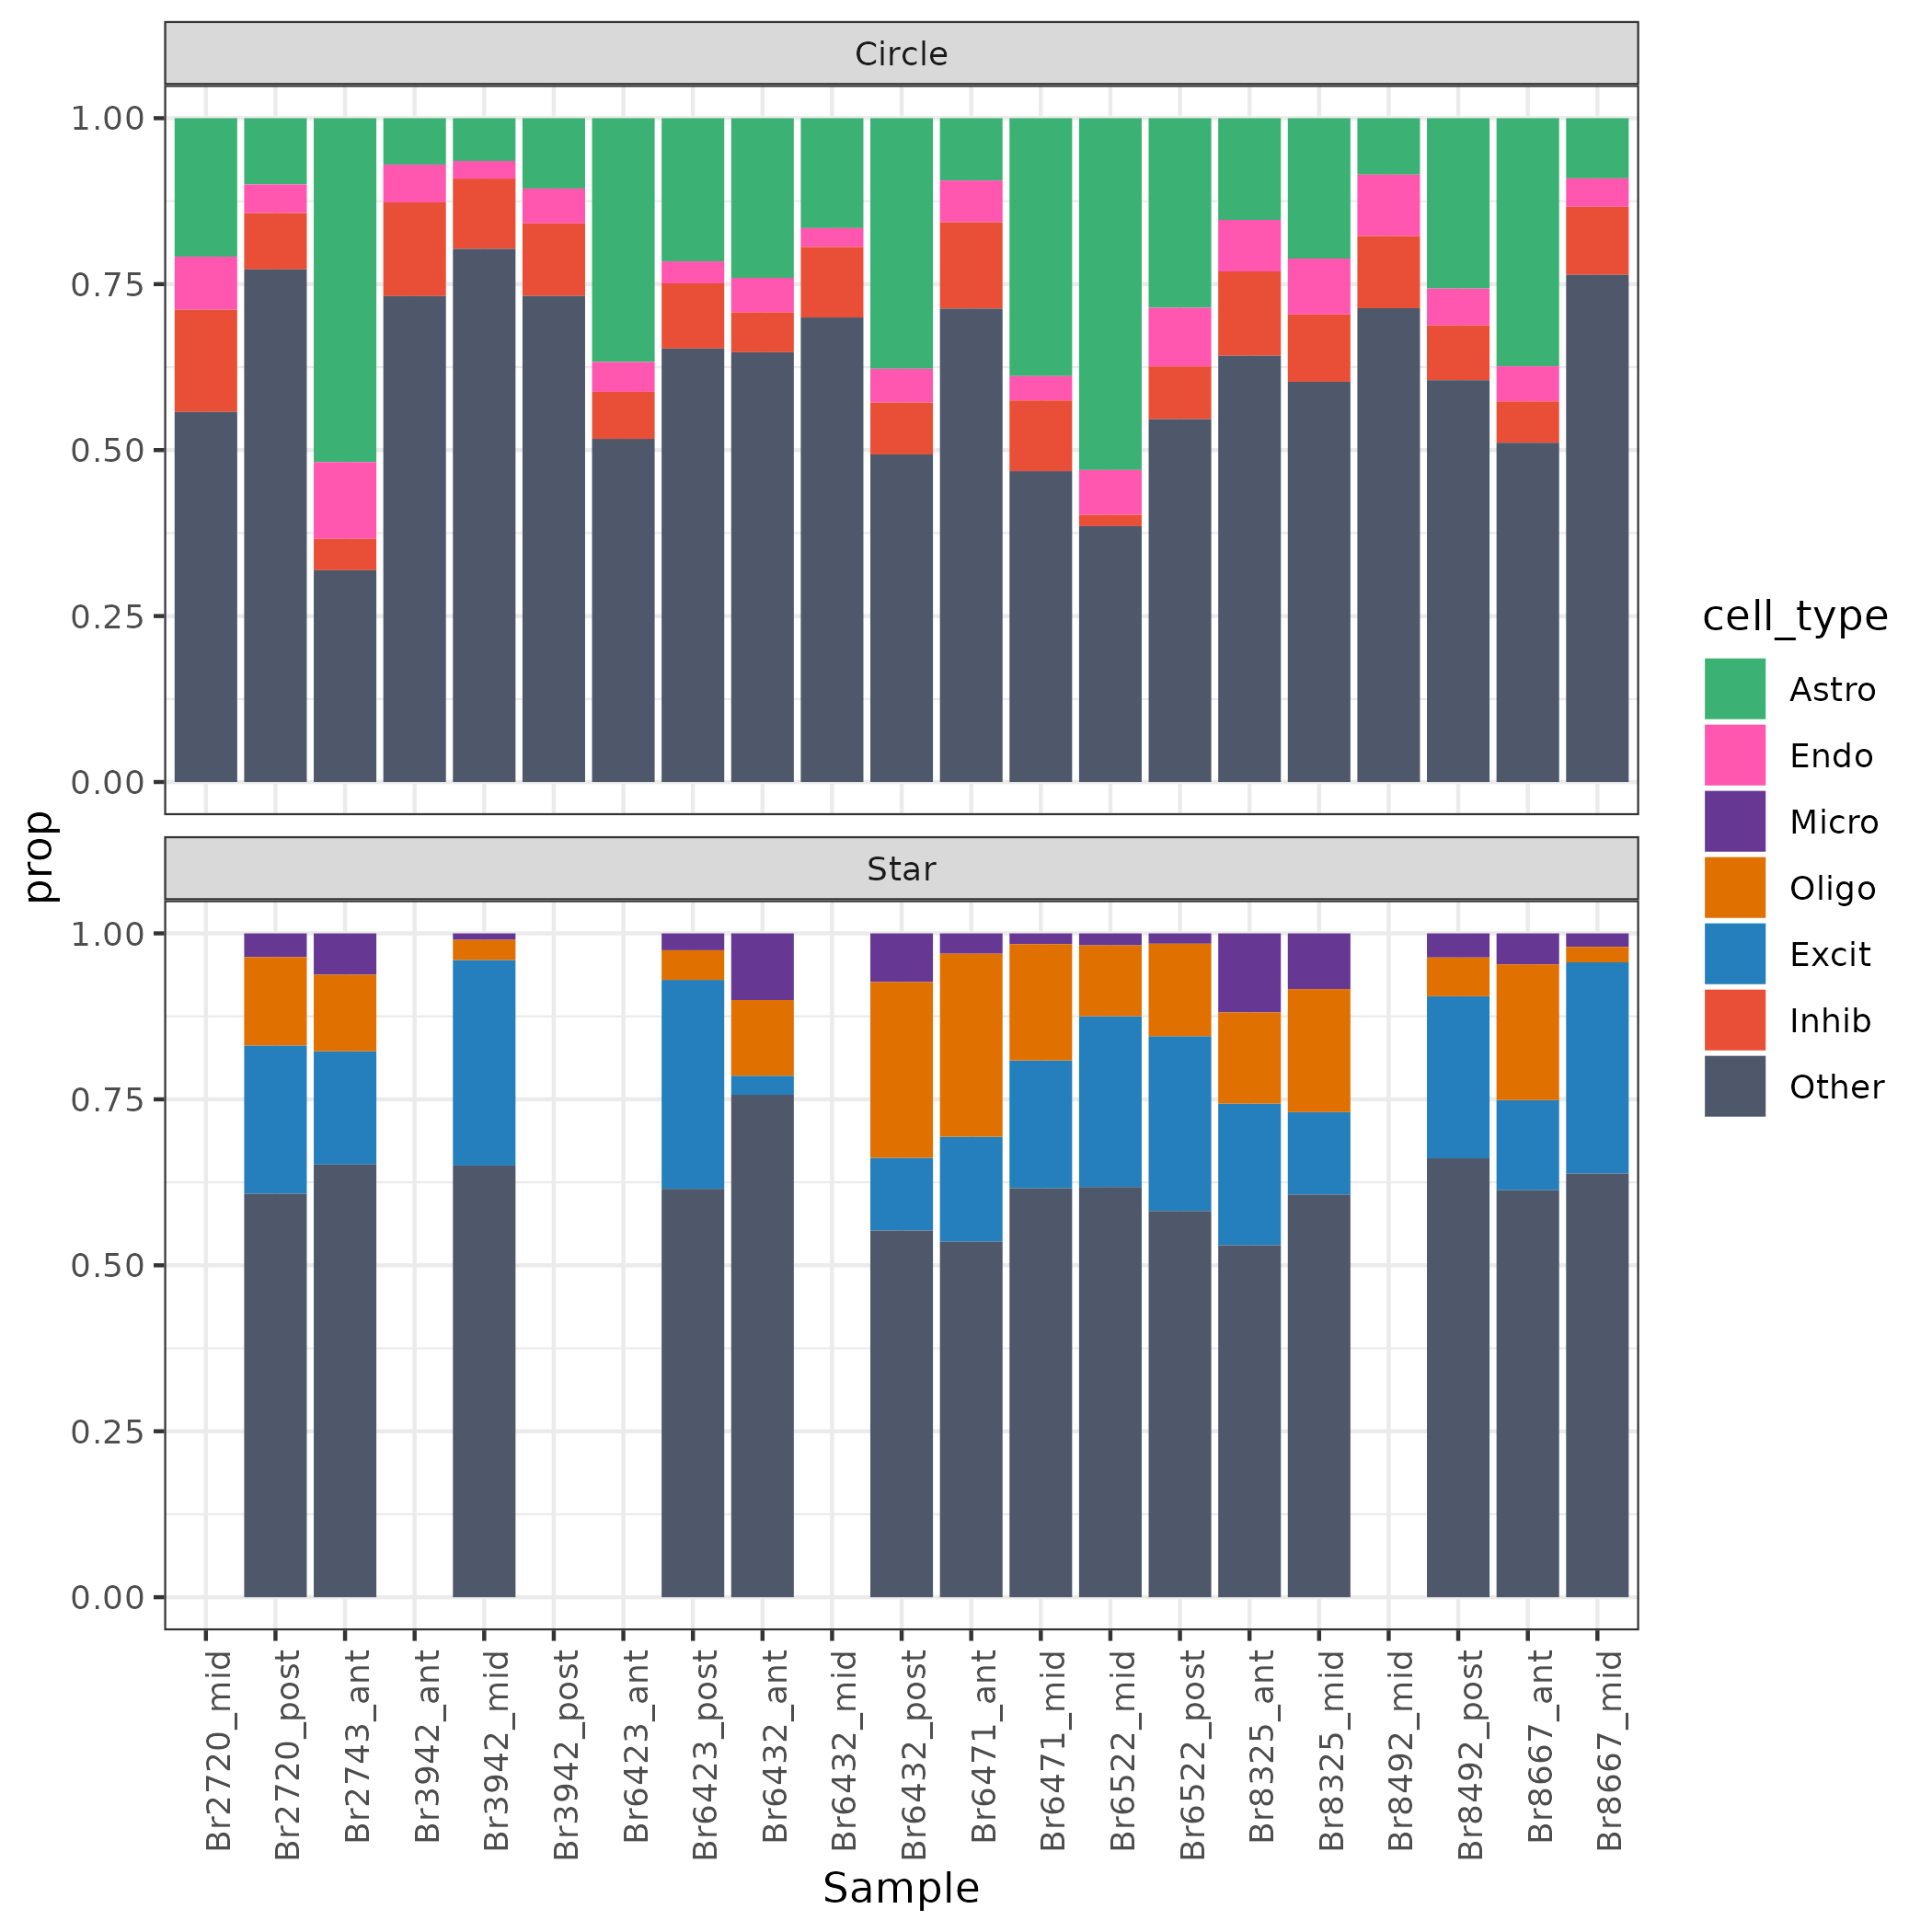 Circle
1.00
0.75
0.50
0.25
0.00
prop
Star
1.00
0.75
0.50
0.25
0.00
Br2720_mid
Br2720_post
Br2743_ant
Br3942_ant
Br3942_mid
Br3942_post
Br6423_ant
Br6423_post
Br6432_ant
Br6432_mid
Br6432_post
Br6471_ant
Br6471_mid
Br6522_mid
Br6522_post
Br8325_ant
Br8325_mid
Br8492_mid
Br8492_post
Br8667_ant
Br8667_mid
Sample
cell_type
Astro
Endo
Micro
Oligo
Excit
Inhib
Other